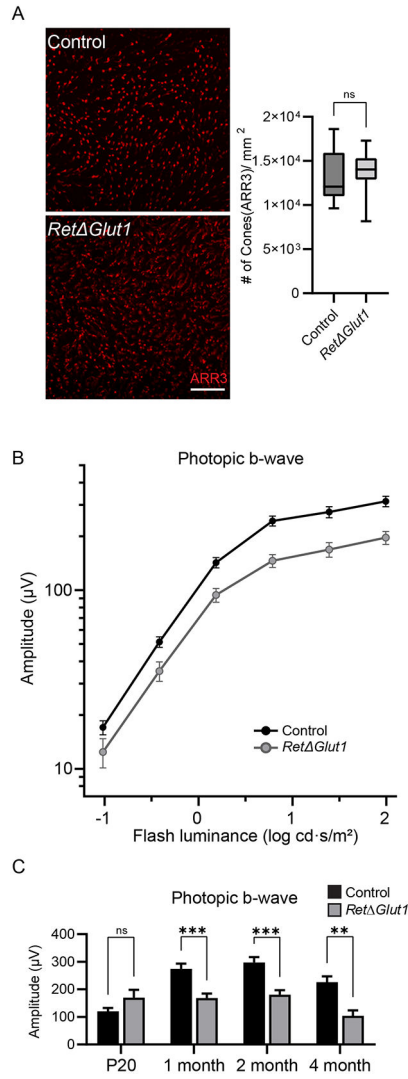 A
Control
RetΔGlut1
ARR3
ns
# of Cones(ARR3)/ mm 2
2×10⁴
1.5×10⁴
1×10⁴
5×10³
0
Control
RetΔGlut1
B
Photopic b-wave
Amplitude (µV)
100
10
Control
RetΔGlut1
-1
0
1
2
Flash luminance (log cd·s/m²)
C
Photopic b-wave
Control
RetΔGlut1
Amplitude (µV)
400
300
200
100
0
ns
***
***
**
P20
1 month
2 month
4 month